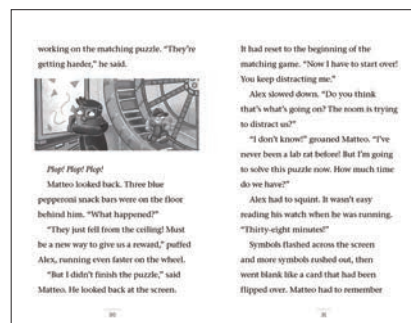 working on the matching puzzle. “They’re
getting harder,” he said.
Plop! Plop! Plop!
Matteo looked back. Three blue
pepperoni snack bars were on the floor
behind him. “What happened?”
“They just fell from the ceiling! Must
be a new way to give us a reward,” puffed
Alex, running even faster on the wheel.
“But I didn’t finish the puzzle,” said
Matteo. He looked back at the screen.
It had reset to the beginning of the
matching game. “Now I have to start over!
You keep distracting me.”
Alex slowed down. “Do you think
that’s what’s going on? The room is trying
to distract us?”
“I don’t know!” groaned Matteo. “I’ve
never been a lab rat before! But I’m going
to solve this puzzle now. How much time
do we have?”
Alex had to squint. It wasn’t easy
reading his watch when he was running.
“Thirty-eight minutes!”
Symbols flashed across the screen
and more symbols rushed out, then
went blank like a card that had been
flipped over. Matteo had to remember